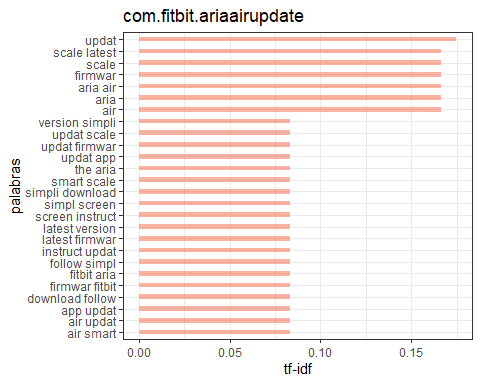 com.fitbit.ariaairupdate
updat
scale latest
scale
firmwar
aria air
aria
air
version simpli
updat scale
updat firmwar
updat app
the aria
smart scale
simpli download
simpl screen
screen instruct
latest version
latest firmwar
instruct updat
follow simpl
fitbit aria
firmwar fitbit
download follow
app updat
air updat
air smart
palabras
0.00 0.05 0.10 0.15
tf-idf